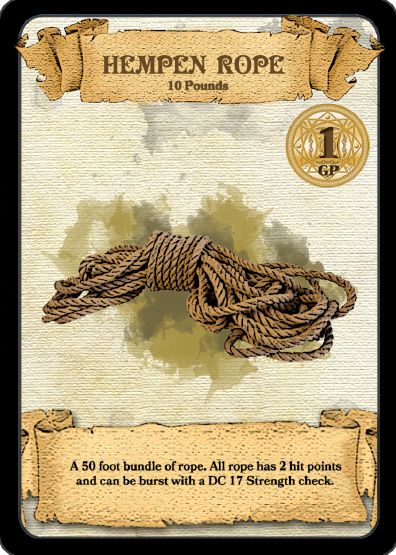 HEMPEN ROPE
10 Pounds
1
GP
A 50 foot bundle of rope. All rope has 2 hit points
and can be burst with a DC 17 Strength check.